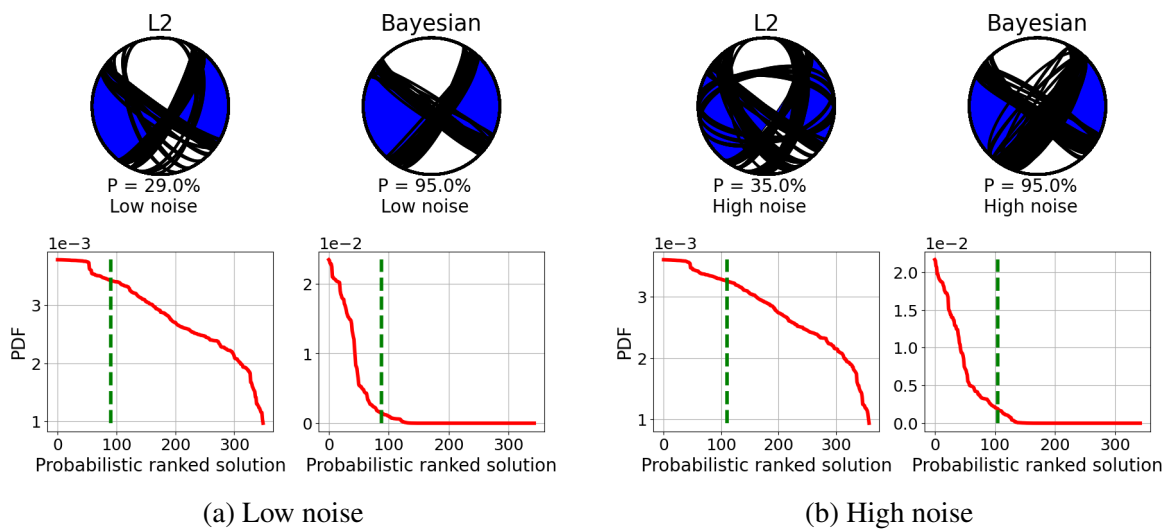 L2
Bayesian
P = 29.0%
Low noise
P = 95.0%
Low noise
1e−3
3
2
1
PDF
0
100
200
300
Probabilistic ranked solution
1e−2
2
1
0
0
100
200
300
Probabilistic ranked solution
(a) Low noise
L2
Bayesian
P = 35.0%
High noise
P = 95.0%
High noise
1e−3
3
2
1
PDF
0
100
200
300
Probabilistic ranked solution
1e−2
2.0
1.5
1.0
0.5
0.0
0
100
200
300
Probabilistic ranked solution
(b) High noise